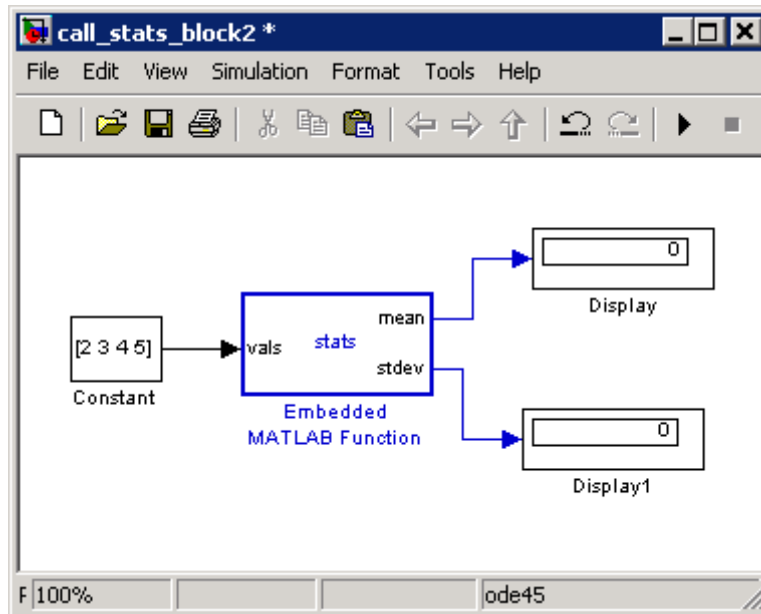 call_stats_block2 *
File Edit View Simulation Format Tools Help
0
Display
[2 3 4 5]
Constant
vals
stats
mean
stdev
Embedded
MATLAB Function
0
Display1
F 100%
ode45